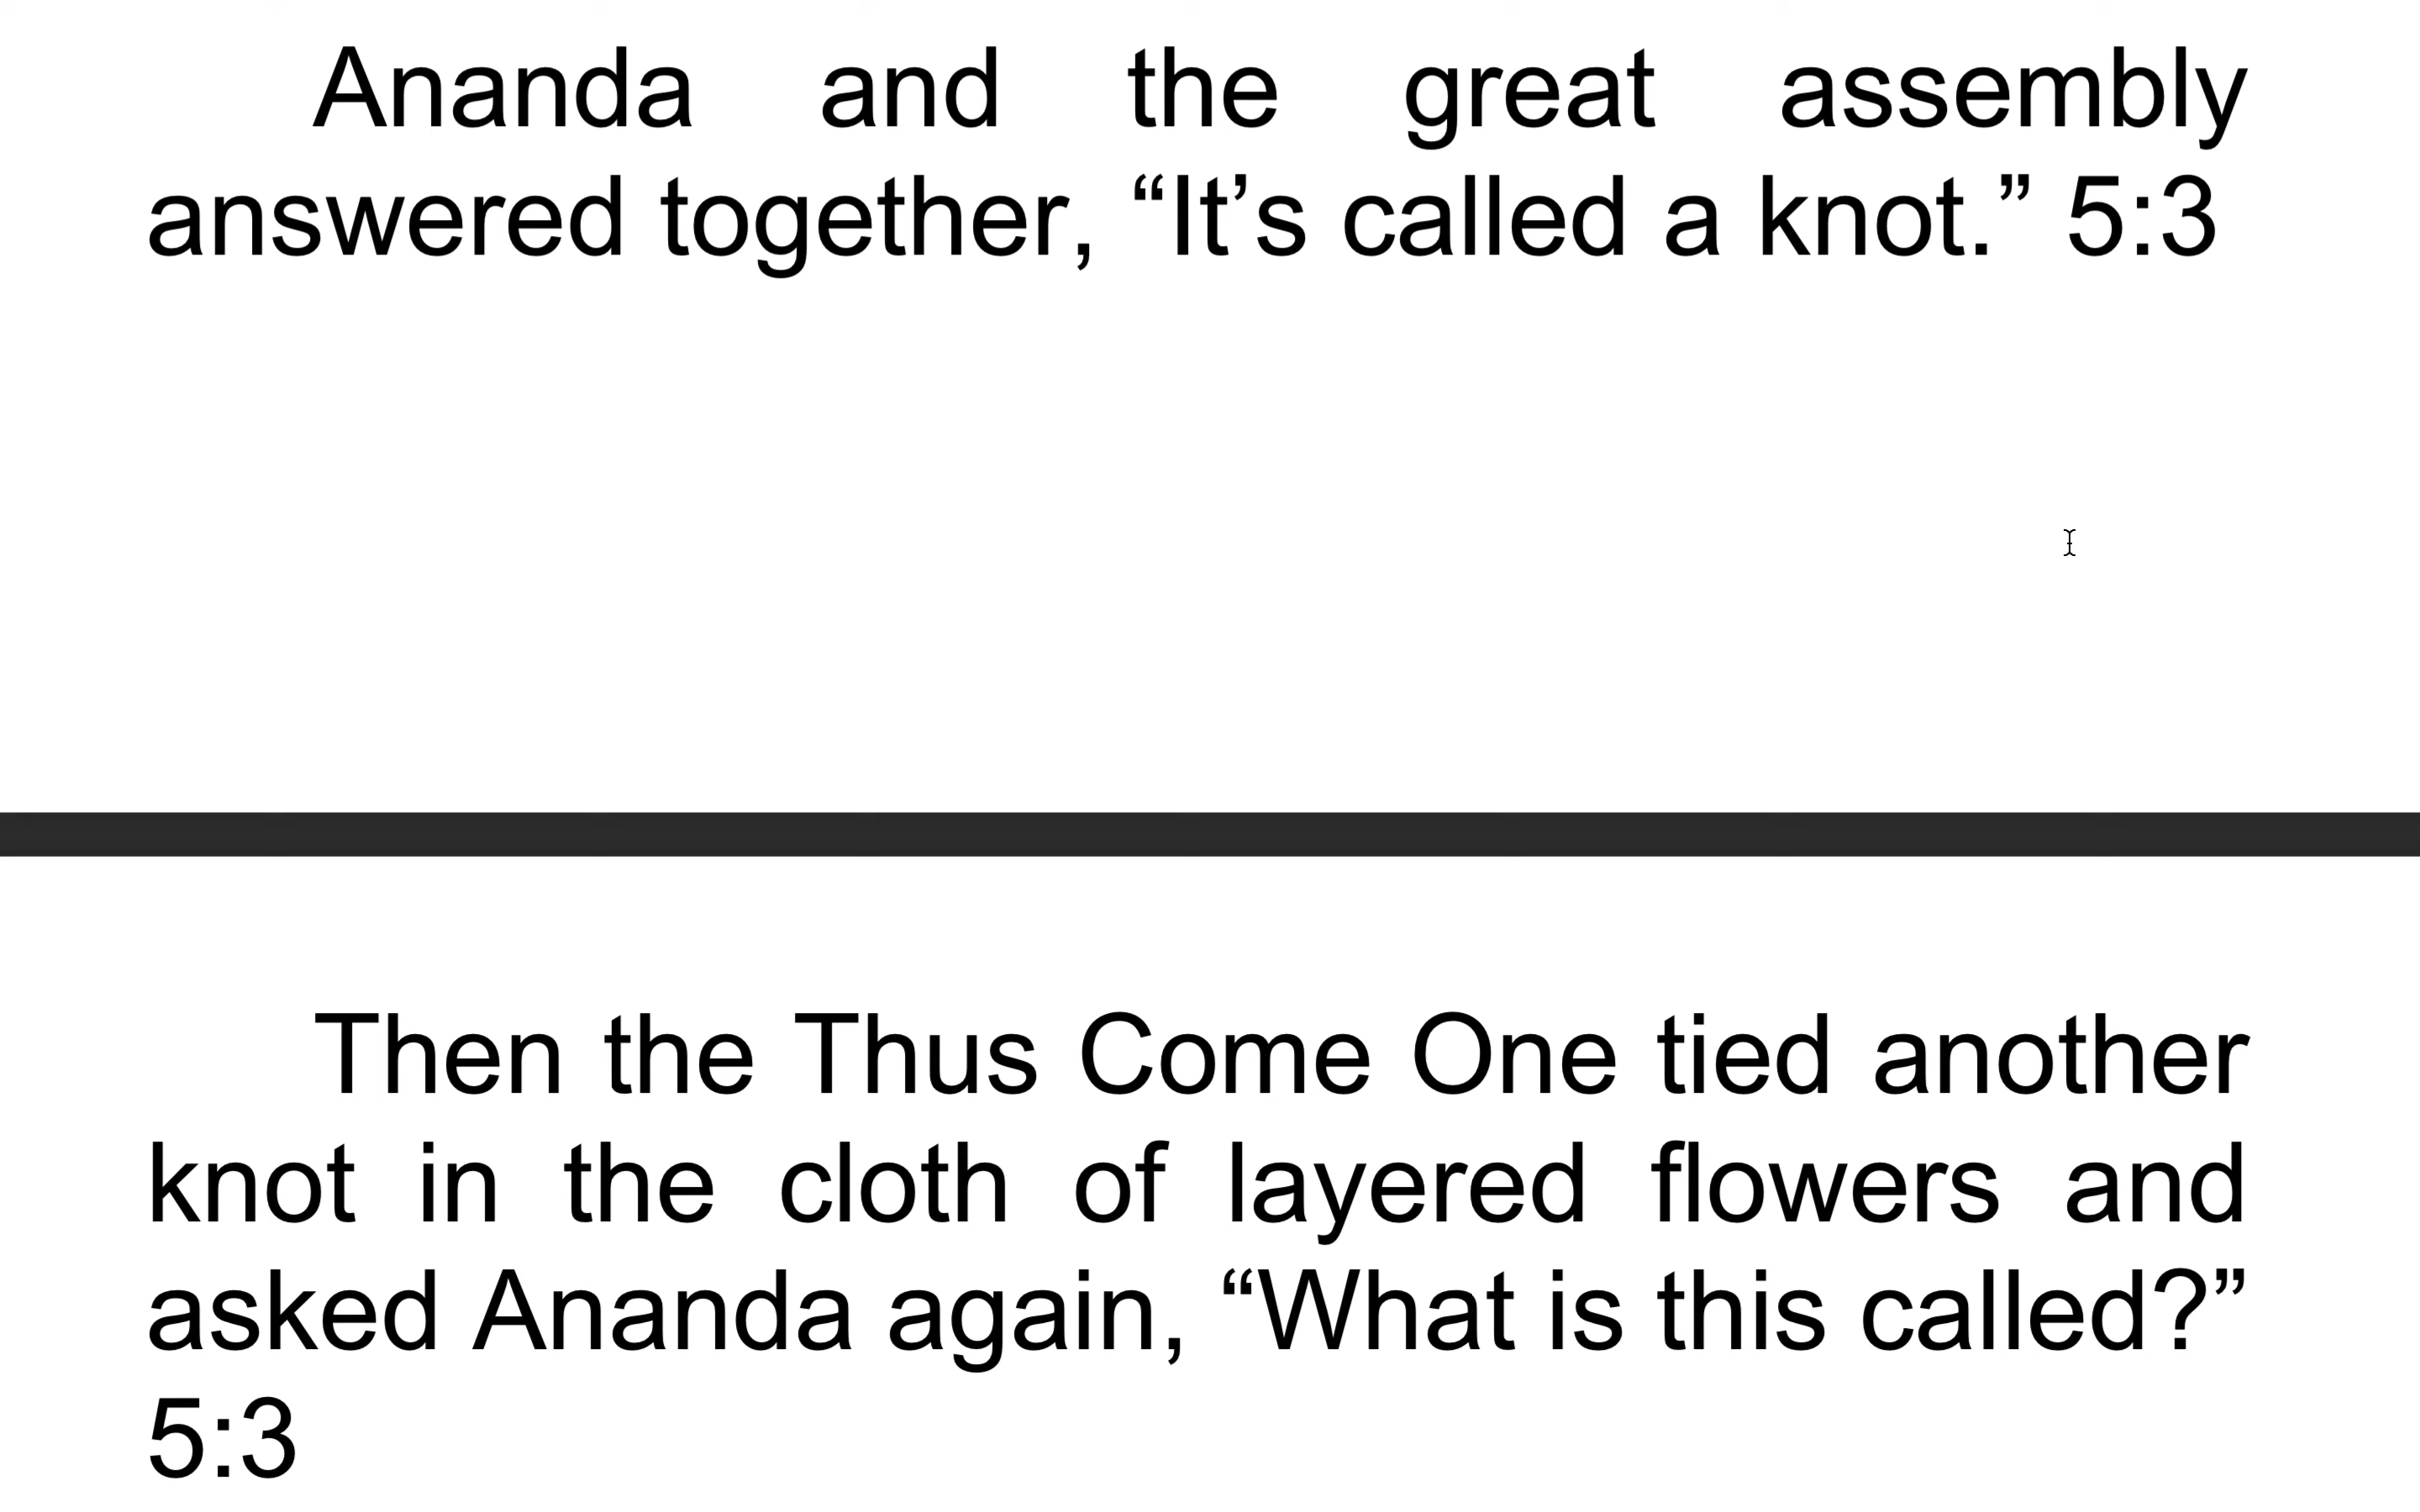 Ananda and the great assembly
answered together, “It’s called a knot.” 5:3
Then the Thus Come One tied another
knot in the cloth of layered flowers and
asked Ananda again, “What is this called?”
5:3